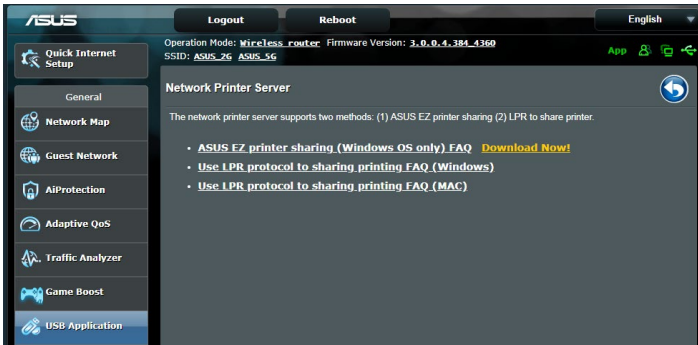 ASUS
Logout
Reboot
English
Quick Internet
Setup
Operation Mode: Wireless router Firmware Version: 3.0.0.4.384_4360
SSID: ASUS_2G ASUS_5G
App
General
Network Map
Guest Network
AiProtection
Adaptive QoS
Traffic Analyzer
Game Boost
USB Application
Network Printer Server
The network printer server supports two methods: (1) ASUS EZ printer sharing (2) LPR to share printer.
• ASUS EZ printer sharing (Windows OS only) FAQ Download Now!
• Use LPR protocol to sharing printing FAQ (Windows)
• Use LPR protocol to sharing printing FAQ (MAC)